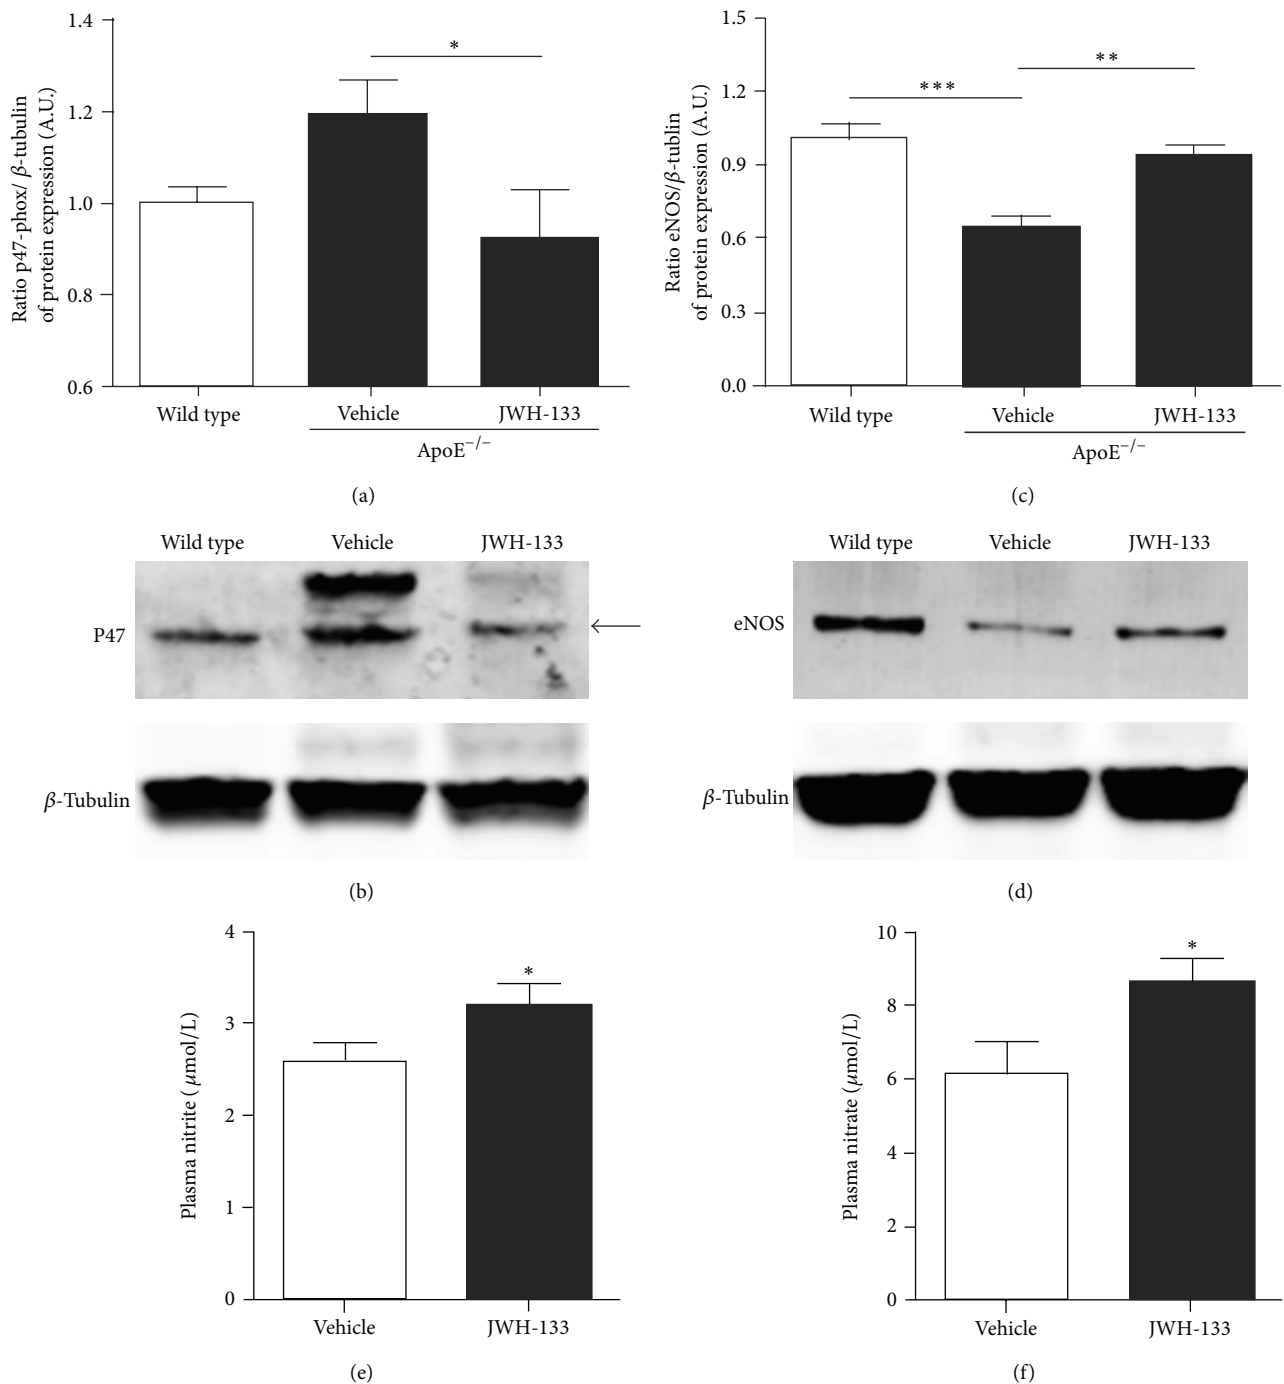 Ratio p47-phox/ β-tubulin
of protein expression (A.U.)
1.4
1.2
1.0
0.8
0.6
*
Wild type
Vehicle
JWH-133
ApoE−/−
(a)
Ratio eNOS/β-tublin
of protein expression (A.U.)
1.5
1.2
0.9
0.6
0.3
0.0
***
**
Wild type
Vehicle
JWH-133
ApoE−/−
(c)
Wild type
Vehicle
JWH-133
P47
β-Tubulin
(b)
Wild type
Vehicle
JWH-133
eNOS
β-Tubulin
(d)
Plasma nitrite (μmol/L)
4
3
2
1
0
*
Vehicle
JWH-133
(e)
Plasma nitrate (μmol/L)
10
8
6
4
2
0
*
Vehicle
JWH-133
(f)